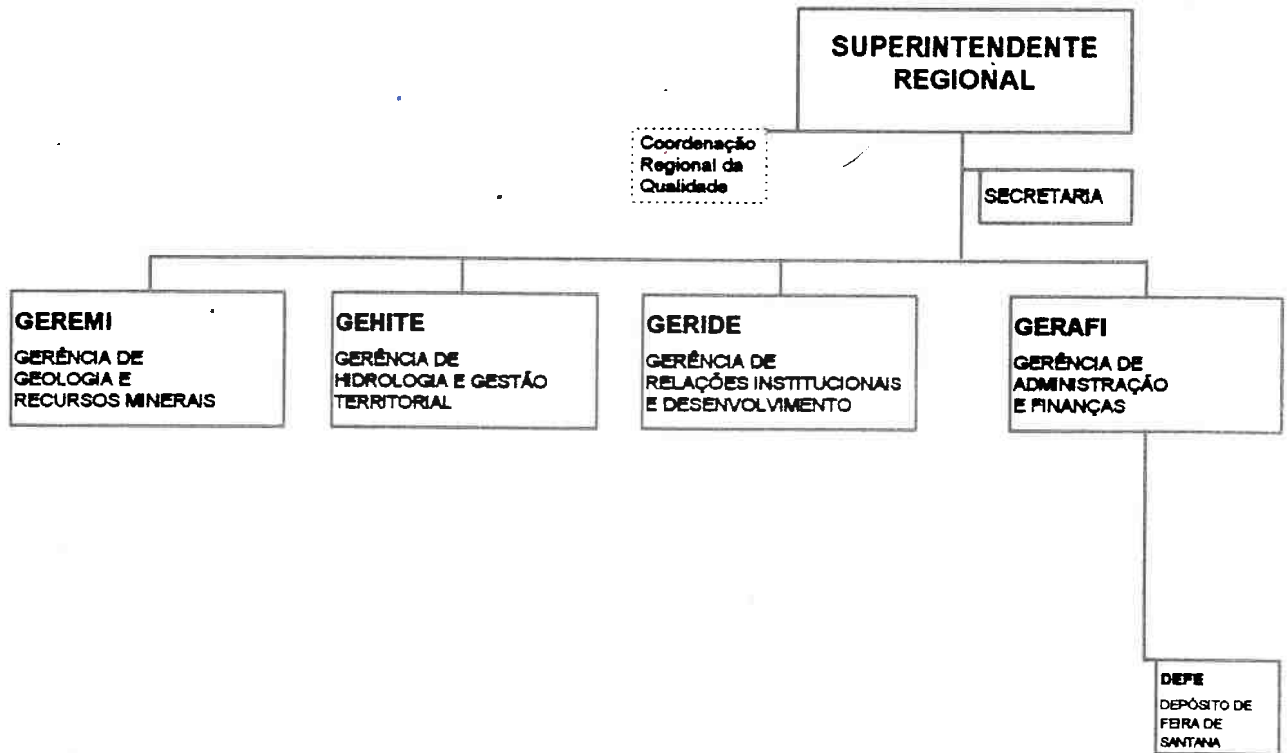 SUPERINTENDENTE
REGIONAL
Coordenação
Regional da
Qualidade
SECRETARIA
GEREMI
GERÊNCIA DE
GEOLOGIA E
RECURSOS MINERAIS
GEHITE
GERÊNCIA DE
HIDROLOGIA E GESTÃO
TERRITORIAL
GERIDE
GERÊNCIA DE
RELAÇÕES INSTITUCIONAIS
E DESENVOLVIMENTO
GERAFI
GERÊNCIA DE
ADMINISTRAÇÃO
E FINANÇAS
DEFE
DEPÓSITO DE
FEIRA DE
SANTANA